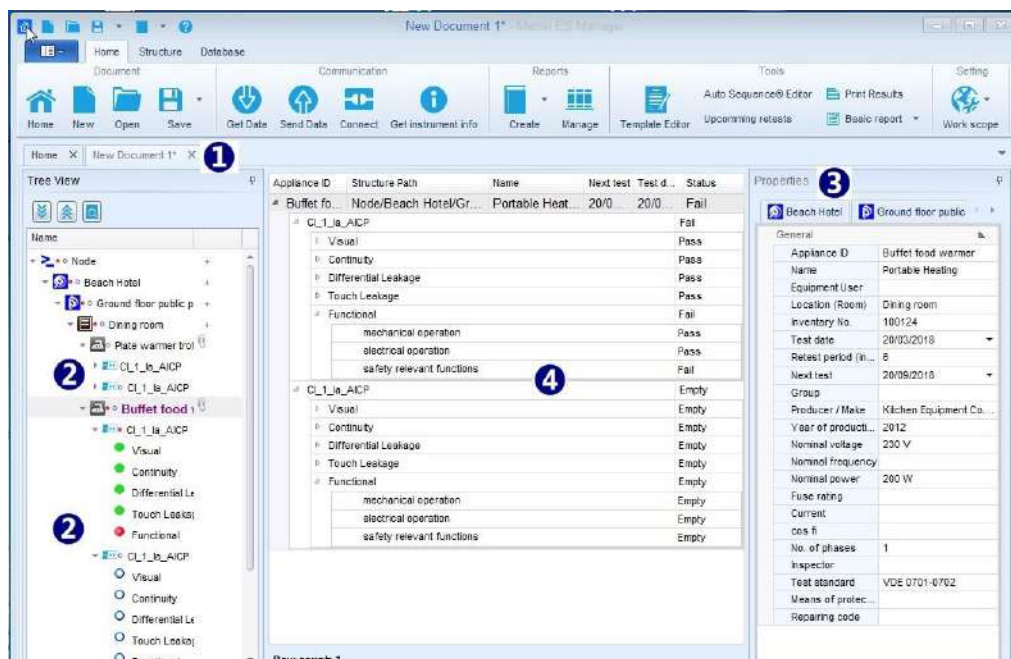 New Document 1* - Metrel ES Manager
Home Structure Database
Document Communication Reports Tools Setting
Home New Open Save Get Data Send Data Connect Get instrument info Create Manage Template Editor Auto Sequence® Editor Upcomming retests Print Results Basic report Work scope
Home X New Document 1* X 1
Tree View
Name
Node
Beach Hotel
Ground floor public p
Dining room
Plate warmer trol
2 CI_1_Ia_AICP
CI_1_Ia_AICP
Buffet food
CI_1_Ia_AICP
Visual
Continuity
Differential Le
Touch Leakag
2 Functional
CI_1_Ia_AICP
Visual
Continuity
Differential Le
Touch Leakag
Appliance ID Structure Path Name Next test Test d... Status
Buffet fo... Node/Beach Hotel/Gr... Portable Heat... 20/0... 20/0... Fail
CI_1_Ia_AICP Fail
Visual Pass
Continuity Pass
Differential Leakage Pass
Touch Leakage Pass
Functional Fail
mechanical operation Pass
electrical operation Pass
safety relevant functions Fail
4
CI_1_Ia_AICP Empty
Visual Empty
Continuity Empty
Differential Leakage Empty
Touch Leakage Empty
Functional Empty
mechanical operation Empty
electrical operation Empty
safety relevant functions Empty
Row count: 1
Properties 3
Beach Hotel Ground floor public
General
Appliance ID Buffet food warmer
Name Portable Heating
Equipment User
Location (Room) Dining room
Inventory No. 100124
Test date 20/03/2018
Retest period (in... 6
Next test 20/09/2018
Group
Producer / Make Kitchen Equipment Co....
Year of producti... 2012
Nominal voltage 230 V
Nominal frequency
Nominal power 200 W
Fuse rating
Current
cos fi
No. of phases 1
Inspector
Test standard VDE 0701-0702
Means of protec...
Repairing code